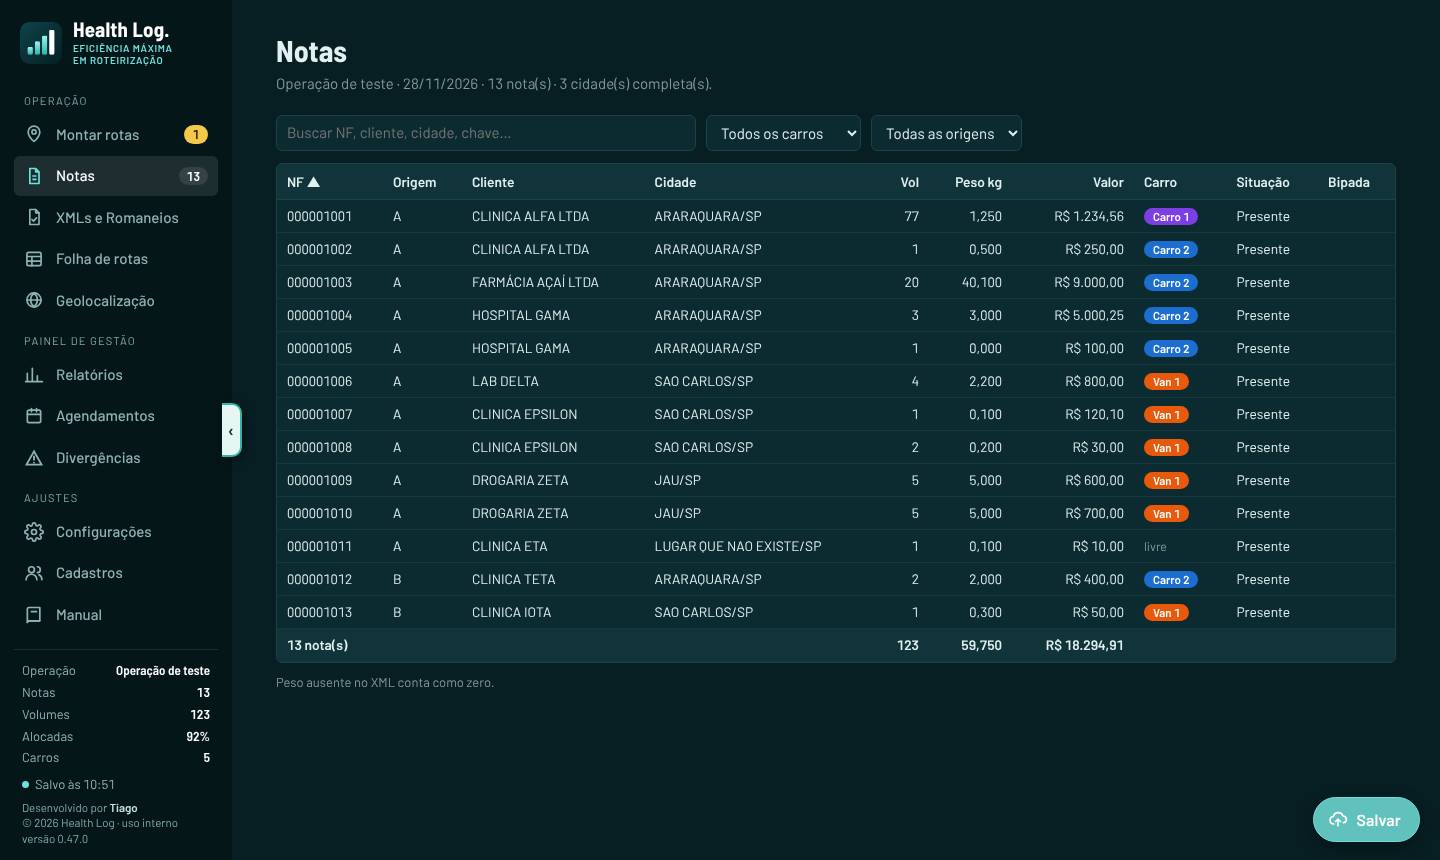 Health Log.
EFICIÊNCIA MÁXIMA
EM ROTEIRIZAÇÃO
OPERAÇÃO
Montar rotas 1
Notas 13
XMLs e Romaneios
Folha de rotas
Geolocalização
PAINEL DE GESTÃO
Relatórios
Agendamentos
Divergências
AJUSTES
Configurações
Cadastros
Manual
Operação Operação de teste
Notas 13
Volumes 123
Alocadas 92%
Carros 5
Salvo às 10:51
Desenvolvido por Tiago
© 2026 Health Log · uso interno
versão 0.47.0
‹
Notas
Operação de teste · 28/11/2026 · 13 nota(s) · 3 cidade(s) completa(s).
Buscar NF, cliente, cidade, chave... Todos os carros Todas as origens
NF ▲ Origem Cliente Cidade Vol Peso kg Valor Carro Situação Bipada
000001001 A CLINICA ALFA LTDA ARARAQUARA/SP 77 1,250 R$ 1.234,56 Carro 1 Presente
000001002 A CLINICA ALFA LTDA ARARAQUARA/SP 1 0,500 R$ 250,00 Carro 2 Presente
000001003 A FARMÁCIA AÇAÍ LTDA ARARAQUARA/SP 20 40,100 R$ 9.000,00 Carro 2 Presente
000001004 A HOSPITAL GAMA ARARAQUARA/SP 3 3,000 R$ 5.000,25 Carro 2 Presente
000001005 A HOSPITAL GAMA ARARAQUARA/SP 1 0,000 R$ 100,00 Carro 2 Presente
000001006 A LAB DELTA SAO CARLOS/SP 4 2,200 R$ 800,00 Van 1 Presente
000001007 A CLINICA EPSILON SAO CARLOS/SP 1 0,100 R$ 120,10 Van 1 Presente
000001008 A CLINICA EPSILON SAO CARLOS/SP 2 0,200 R$ 30,00 Van 1 Presente
000001009 A DROGARIA ZETA JAU/SP 5 5,000 R$ 600,00 Van 1 Presente
000001010 A DROGARIA ZETA JAU/SP 5 5,000 R$ 700,00 Van 1 Presente
000001011 A CLINICA ETA LUGAR QUE NAO EXISTE/SP 1 0,100 R$ 10,00 livre Presente
000001012 B CLINICA TETA ARARAQUARA/SP 2 2,000 R$ 400,00 Carro 2 Presente
000001013 B CLINICA IOTA SAO CARLOS/SP 1 0,300 R$ 50,00 Van 1 Presente
13 nota(s) 123 59,750 R$ 18.294,91
Peso ausente no XML conta como zero.
Salvar